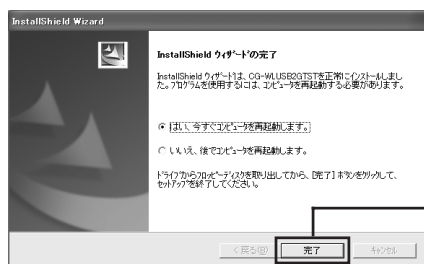 InstallShield Wizard
InstallShield ウィザードの完了
InstallShield ウィザードは、CG-WLUSB2GTSTを正常にインストールしまし
た。プログラムを使用するには、コンピュータを再起動する必要があります。
はい、今すぐコンピュータを再起動します。
いいえ、後でコンピュータを再起動します。
ドライブからフロッピーディスクを取り出してから、[完了] ボタンをクリックして、
セットアップを終了してください。
< 戻る(B)
完了
キャンセル